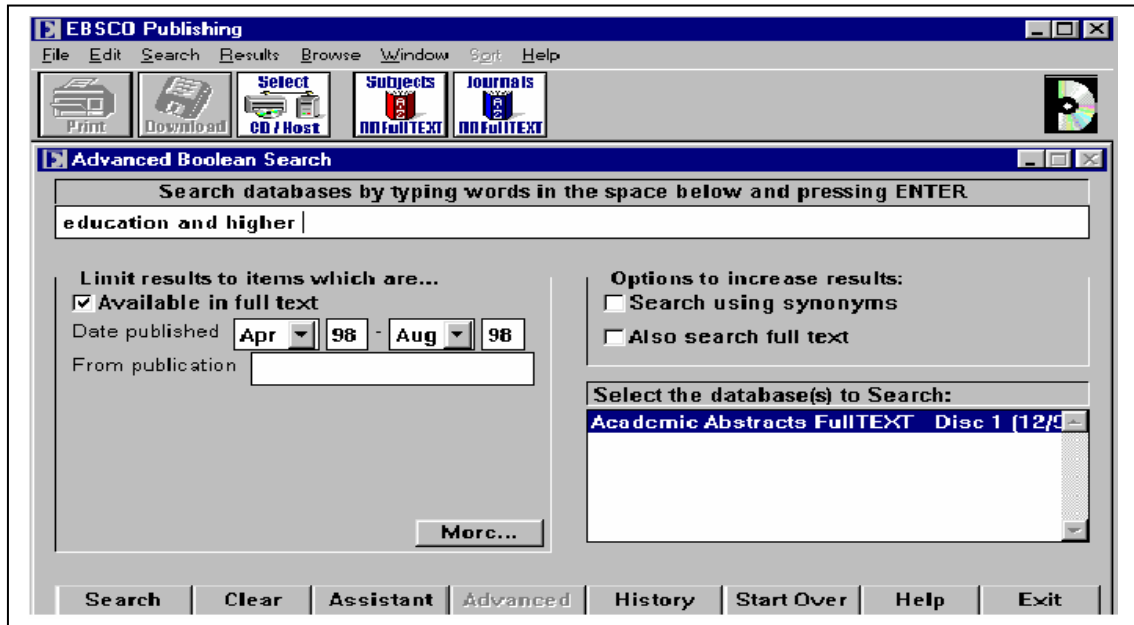 EBSCO Publishing
File Edit Search Results Browse Window Sort Help
Print Download Select CD / Host Subjects FullTEXT Journals FullTEXT
Advanced Boolean Search
Search databases by typing words in the space below and pressing ENTER
education and higher
Limit results to items which are...
Available in full text
Date published Apr 98 - Aug 98
From publication
More...
Options to increase results:
Search using synonyms
Also search full text
Select the database(s) to Search:
Academic Abstracts FullTEXT Disc 1 (12/9
Search Clear Assistant Advanced History Start Over Help Exit